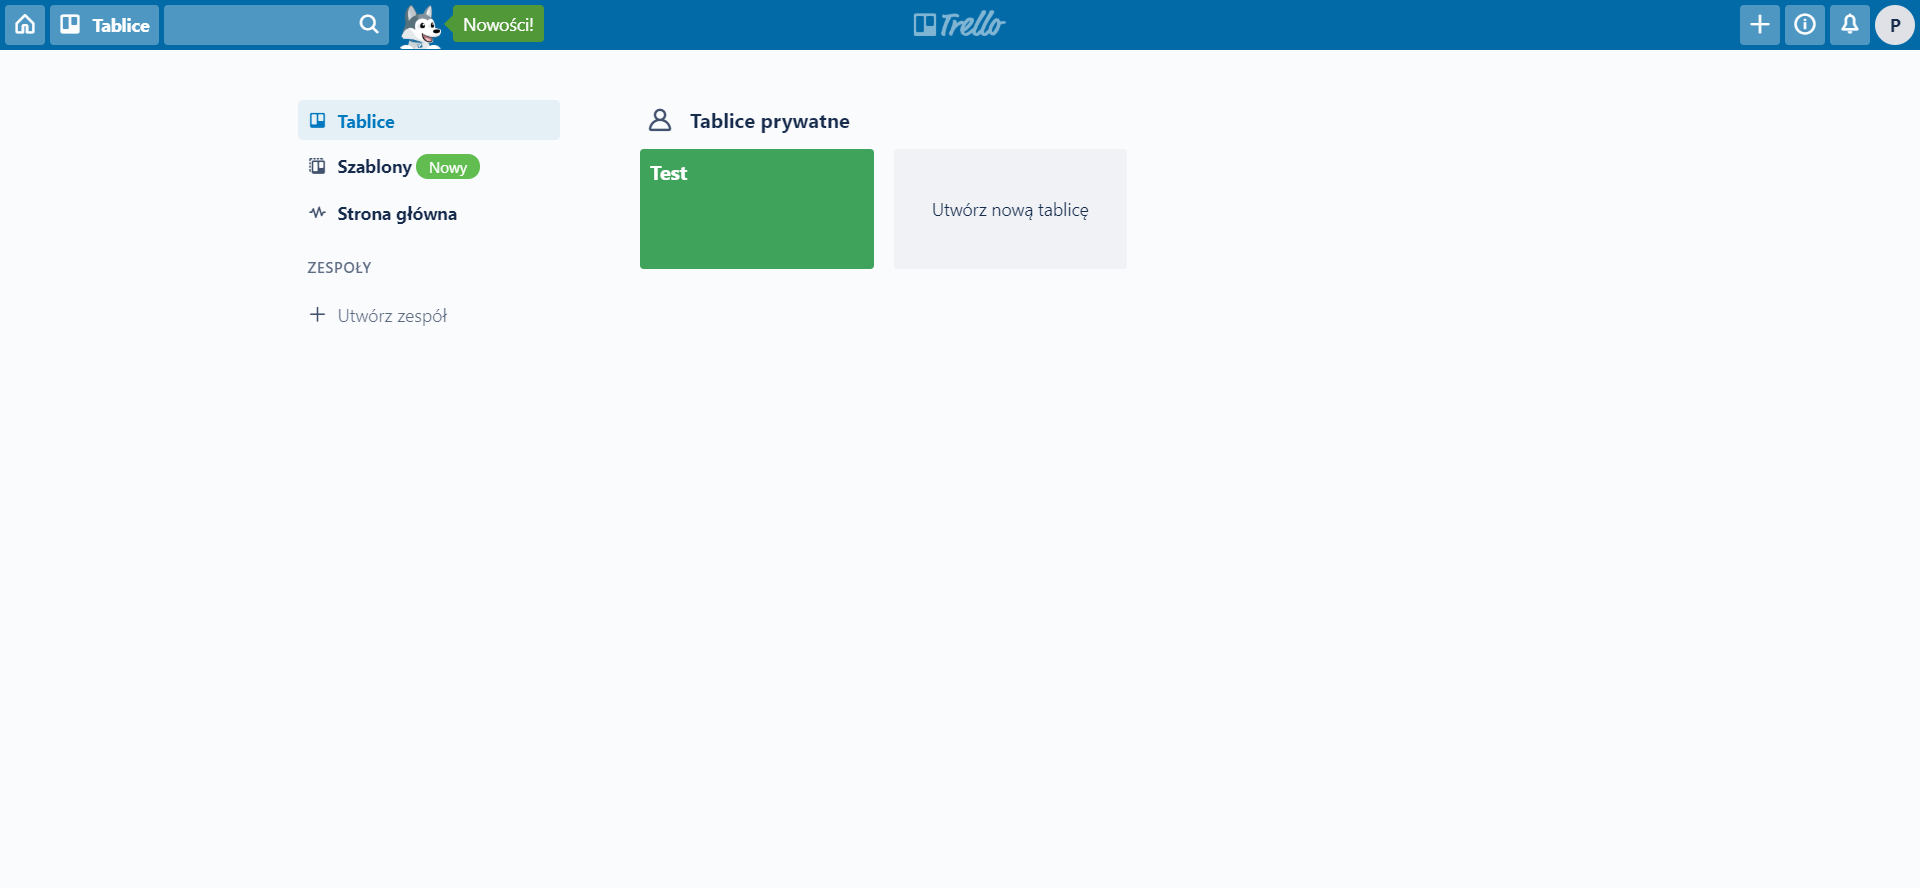 Tablice
Nowości!
Trello
P
Tablice
Szablony Nowy
Strona główna
ZESPOŁY
Utwórz zespół
Tablice prywatne
Test
Utwórz nową tablicę